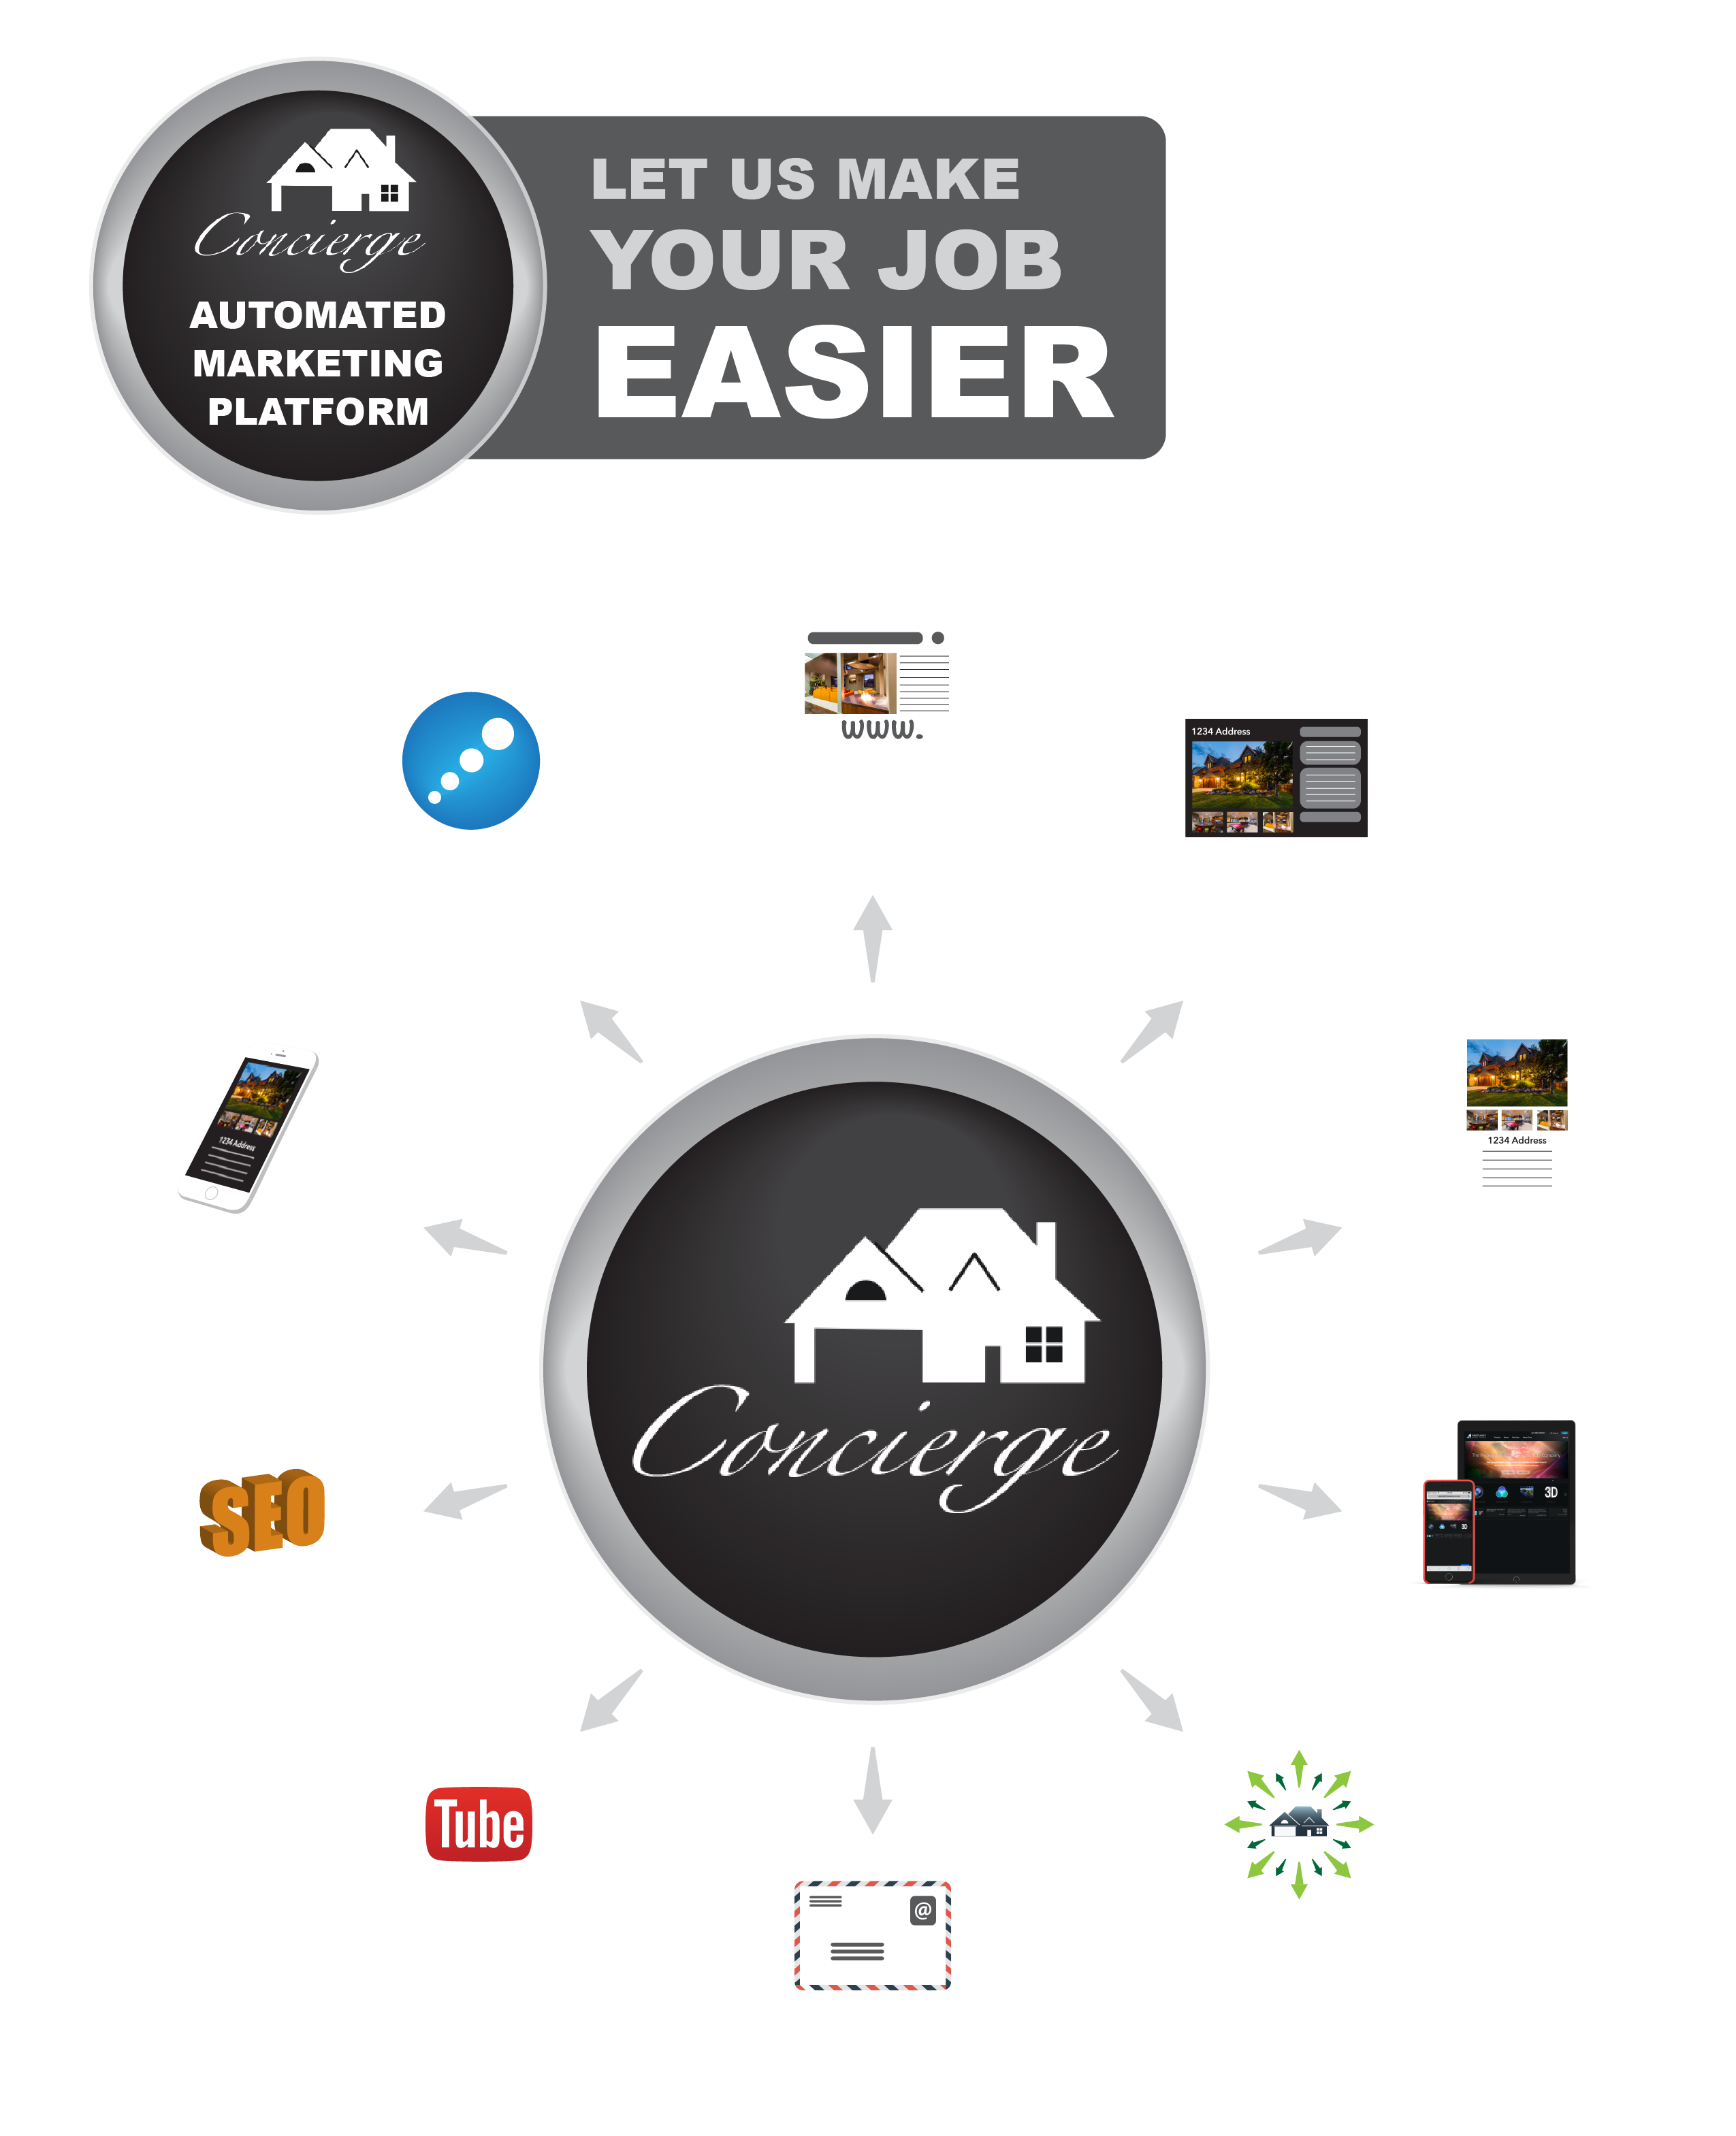 Concierge
AUTOMATED
MARKETING
PLATFORM
LET US MAKE
YOUR JOB
EASIER
www.
1234 Address
1234 Address
1234 Address
Concierge
SEO
3D
3D
Tube
@